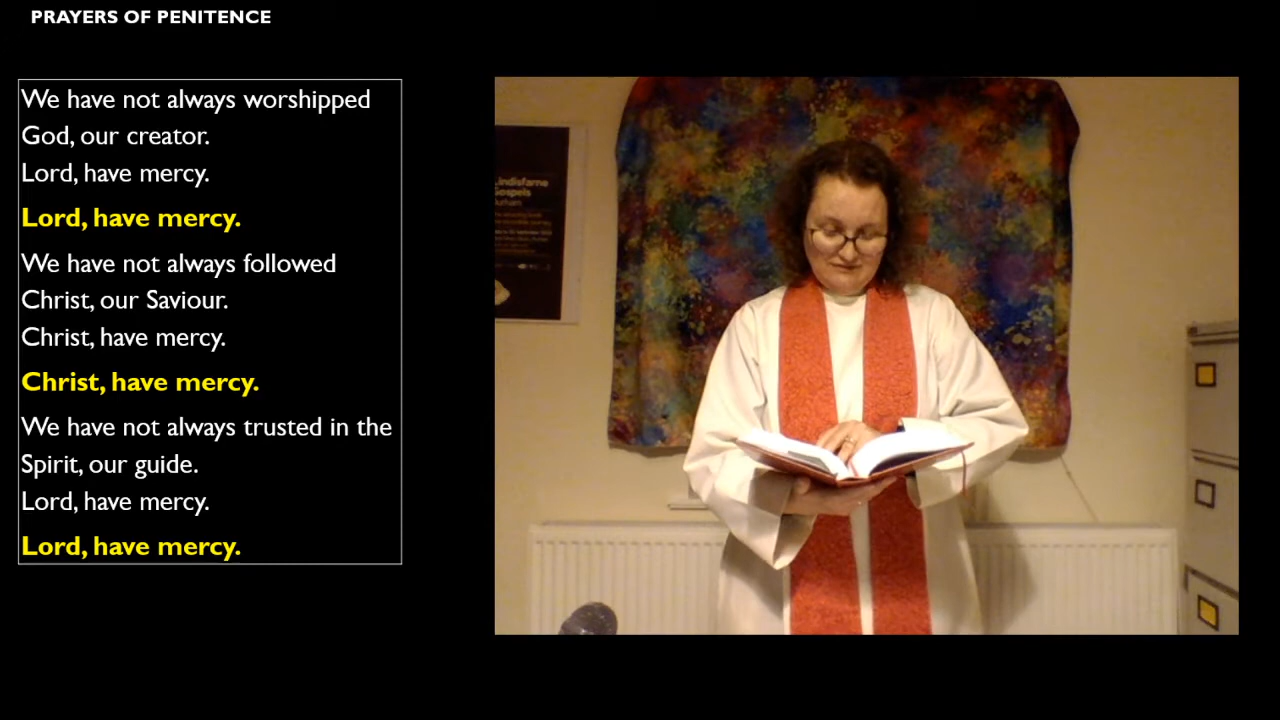 PRAYERS OF PENITENCE
We have not always worshipped
God, our creator.
Lord, have mercy.
Lord, have mercy.
We have not always followed
Christ, our Saviour.
Christ, have mercy.
Christ, have mercy.
We have not always trusted in the
Spirit, our guide.
Lord, have mercy.
Lord, have mercy.
Lindisfarne
Gospels
Durham